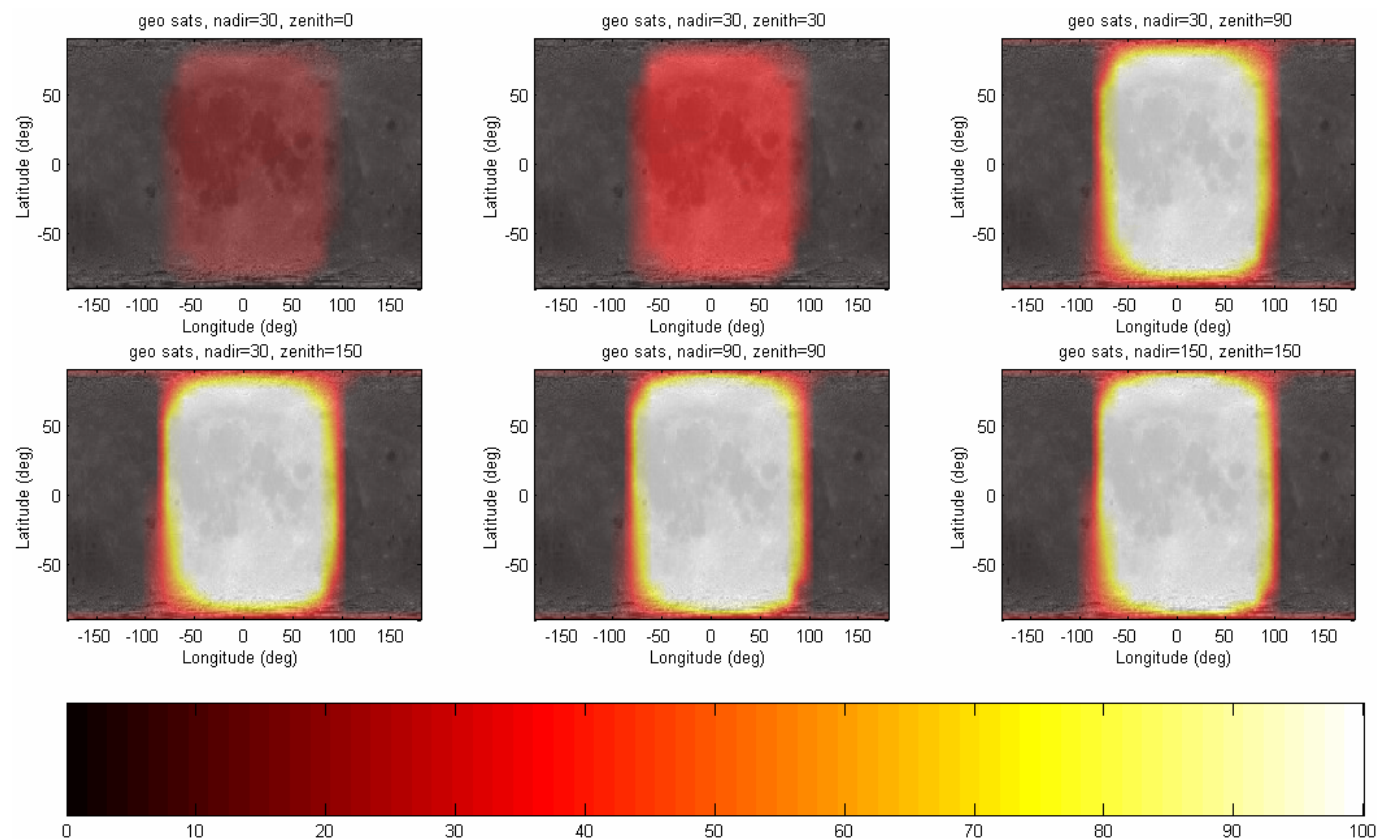 geo sats, nadir=30, zenith=0
geo sats, nadir=30, zenith=30
geo sats, nadir=30, zenith=90
50
0
-50
Latitude (deg)
-150 -100 -50 0 50 100 150
Longitude (deg)
50
0
-50
Latitude (deg)
-150 -100 -50 0 50 100 150
Longitude (deg)
50
0
-50
Latitude (deg)
-150 -100 -50 0 50 100 150
Longitude (deg)
geo sats, nadir=30, zenith=150
geo sats, nadir=90, zenith=90
geo sats, nadir=150, zenith=150
50
0
-50
Latitude (deg)
-150 -100 -50 0 50 100 150
Longitude (deg)
50
0
-50
Latitude (deg)
-150 -100 -50 0 50 100 150
Longitude (deg)
50
0
-50
Latitude (deg)
-150 -100 -50 0 50 100 150
Longitude (deg)
0 10 20 30 40 50 60 70 80 90 100